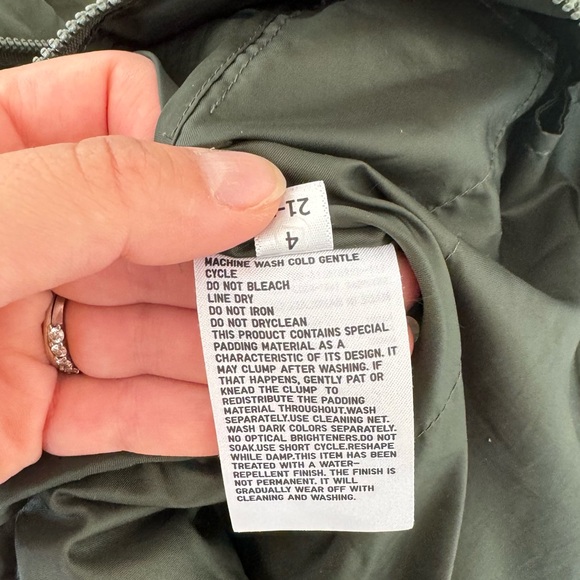 21-
4
MACHINE WASH COLD GENTLE
CYCLE
DO NOT BLEACH
LINE DRY
DO NOT IRON
DO NOT DRYCLEAN
THIS PRODUCT CONTAINS SPECIAL
PADDING MATERIAL AS A
CHARACTERISTIC OF ITS DESIGN. IT
MAY CLUMP AFTER WASHING. IF
THAT HAPPENS, GENTLY PAT OR
KNEAD THE CLUMP TO
REDISTRIBUTE THE PADDING
MATERIAL THROUGHOUT.WASH
SEPARATELY.USE CLEANING NET.
WASH DARK COLORS SEPARATELY.
NO OPTICAL BRIGHTENERS.DO NOT
SOAK.USE SHORT CYCLE.RESHAPE
WHILE DAMP.THIS ITEM HAS BEEN
TREATED WITH A WATER-
REPELLENT FINISH. THE FINISH IS
NOT PERMANENT. IT WILL
GRADUALLY WEAR OFF WITH
CLEANING AND WASHING.